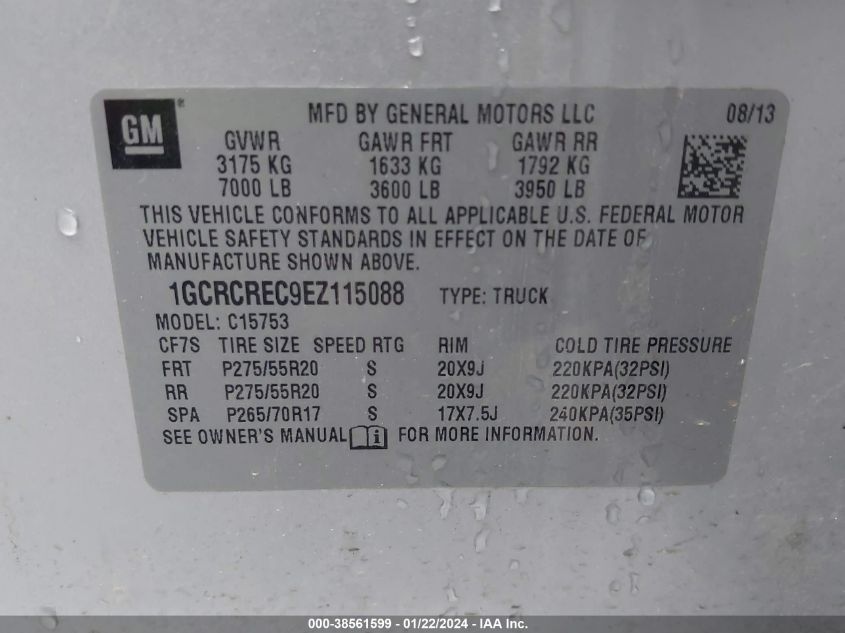 GM® MFD BY GENERAL MOTORS LLC 08/13
GVWR GAWR FRT GAWR RR
3175 KG 1633 KG 1792 KG
7000 LB 3600 LB 3950 LB
THIS VEHICLE CONFORMS TO ALL APPLICABLE U.S. FEDERAL MOTOR
VEHICLE SAFETY STANDARDS IN EFFECT ON THE DATE OF
MANUFACTURE SHOWN ABOVE.
1GCRCREC9EZ115088 TYPE: TRUCK
MODEL: C15753
CF7S TIRE SIZE SPEED RTG RIM COLD TIRE PRESSURE
FRT P275/55R20 S 20X9J 220KPA(32PSI)
RR P275/55R20 S 20X9J 220KPA(32PSI)
SPA P265/70R17 S 17X7.5J 240KPA(35PSI)
SEE OWNER'S MANUAL i FOR MORE INFORMATION.
000-38561599 - 01/22/2024 - IAA Inc.